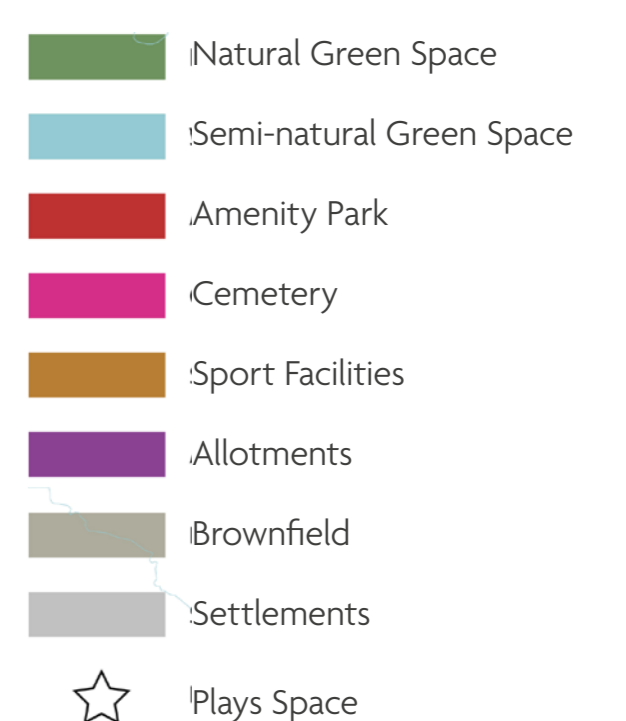 Natural Green Space
Semi-natural Green Space
Amenity Park
Cemetery
Sport Facilities
Allotments
Brownfield
Settlements
Plays Space